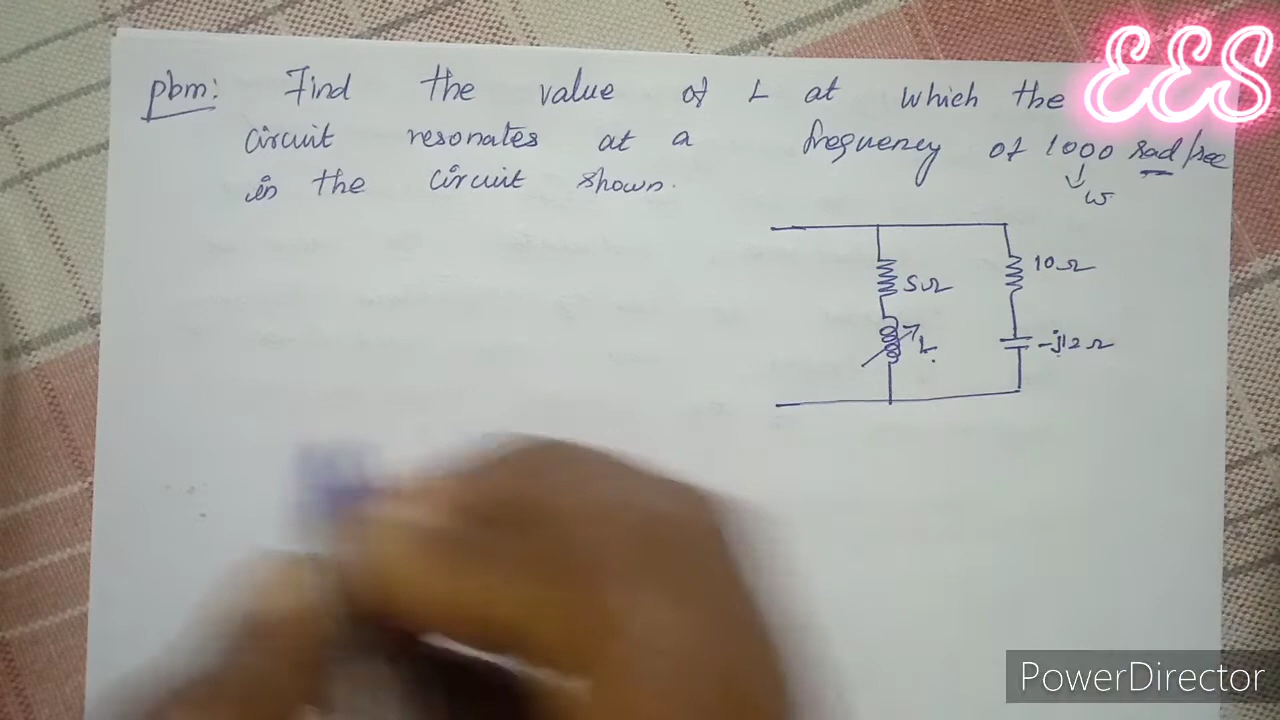 pbm: Find the value of L at which the
circuit resonates at a frequency of 1000 rad/sec
in the circuit shown.
ω
10Ω
5Ω
L
-j12Ω
EES
PowerDirector